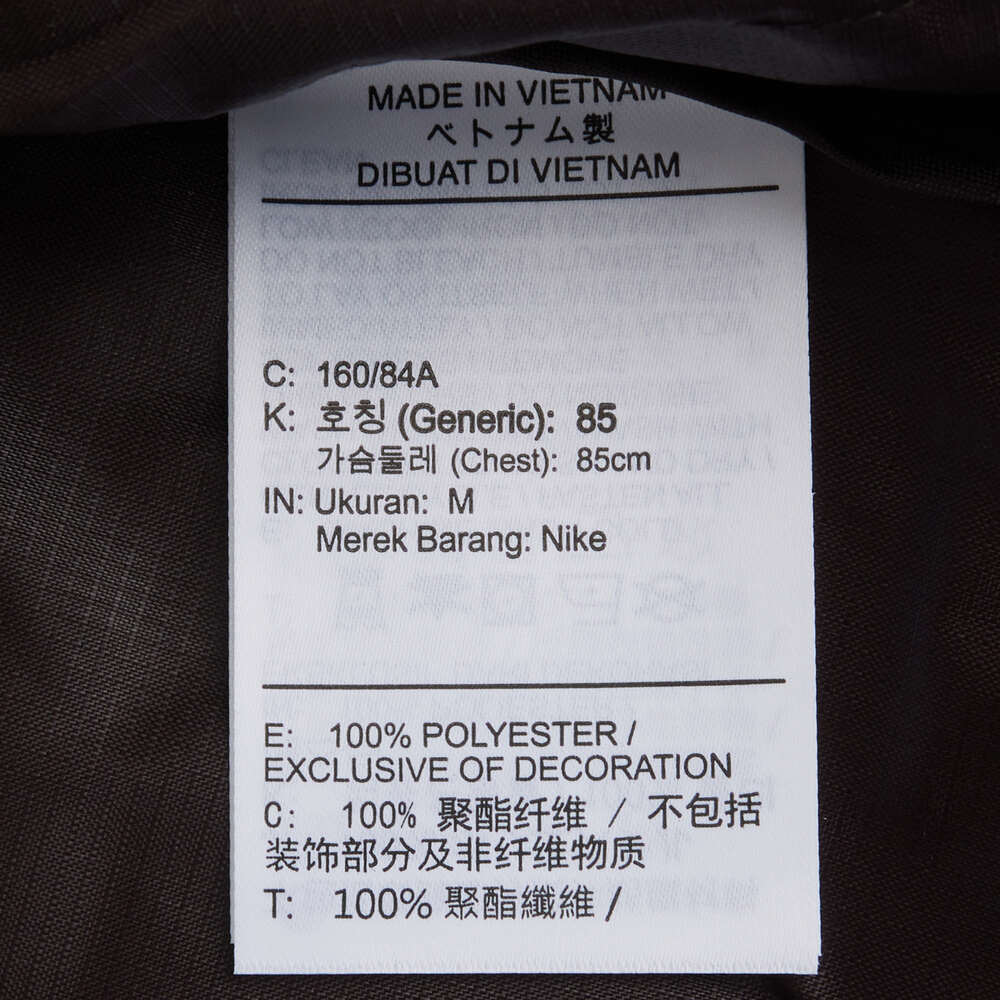 MADE IN VIETNAM
ベトナム製
DIBUAT DI VIETNAM
C: 160/84A
K: 호칭 (Generic): 85
가슴둘레 (Chest): 85cm
IN: Ukuran: M
Merek Barang: Nike
E: 100% POLYESTER /
EXCLUSIVE OF DECORATION
C: 100% 聚酯纤维 / 不包括
装饰部分及非纤维物质
T: 100% 聚酯纖維 /